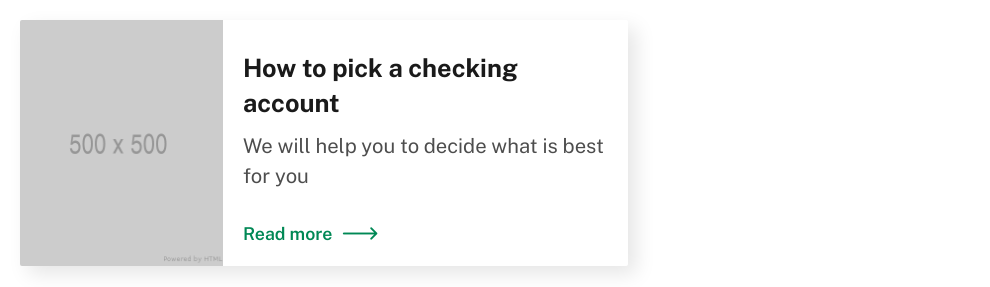 500 x 500
Powered by HTML
How to pick a checking
account
We will help you to decide what is best
for you
Read more